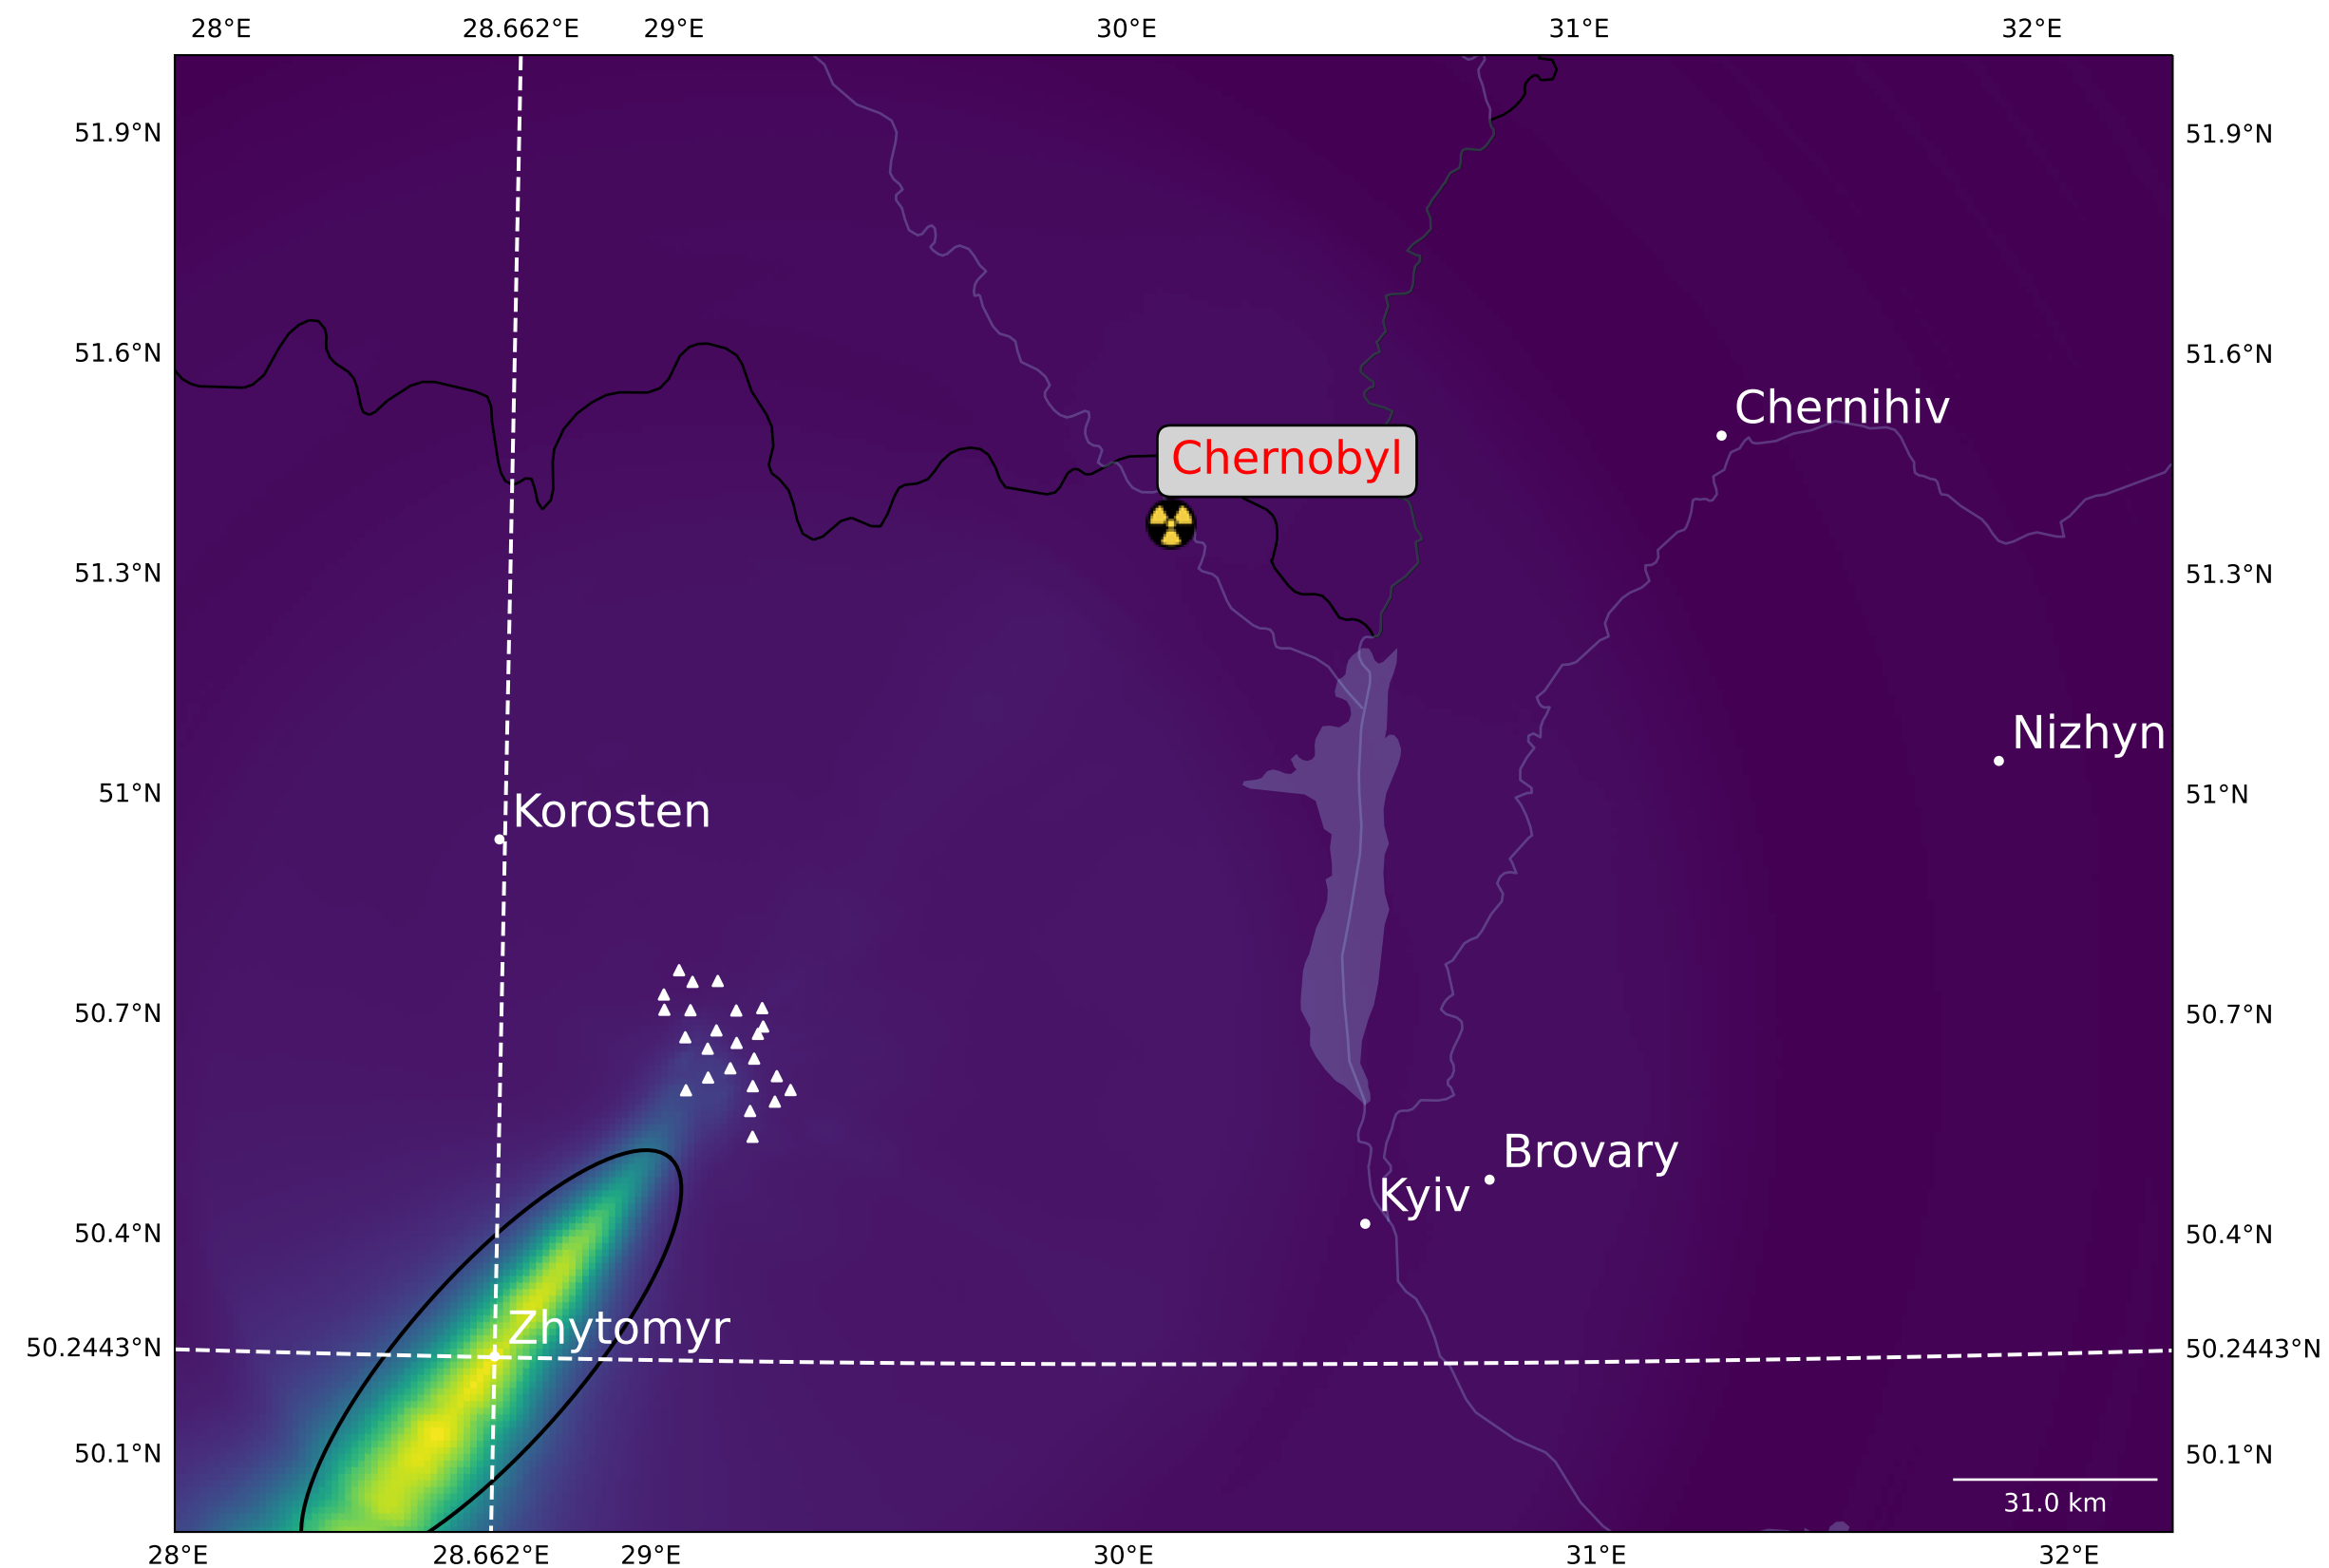 28°E 28.662°E 29°E 30°E 31°E 32°E
51.9°N 51.9°N
51.6°N 51.6°N
Chernihiv
Chernobyl
51.3°N 51.3°N
Nizhyn
51°N 51°N
Korosten
50.7°N 50.7°N
Brovary
Kyiv
50.4°N 50.4°N
Zhytomyr
50.2443°N 50.2443°N
50.1°N 50.1°N
31.0 km
28°E 28.662°E 29°E 30°E 31°E 32°E